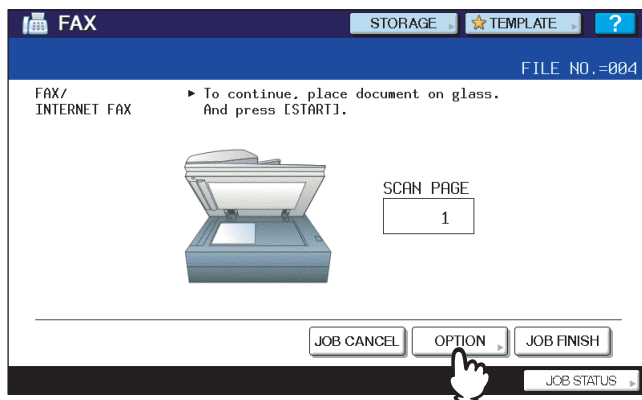 FAX
STORAGE
TEMPLATE
?
FILE NO.=004
FAX/
INTERNET FAX
► To continue, place document on glass.
And press [START].
SCAN PAGE
1
JOB CANCEL
OPTION
JOB FINISH
JOB STATUS